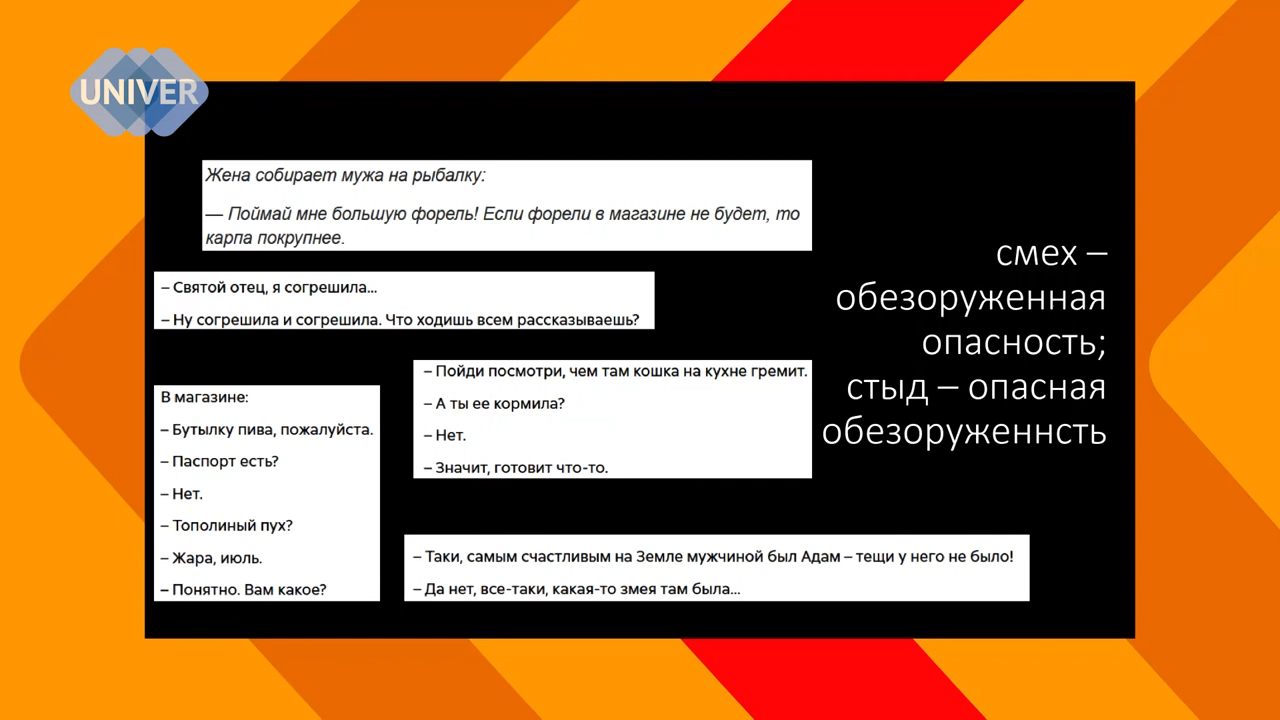 UNIVER
Жена собирает мужа на рыбалку:
— Поймай мне большую форель! Если форели в магазине не будет, то
карпа покрупнее.
– Святой отец, я согрешила...
– Ну согрешила и согрешила. Что ходишь всем рассказываешь?
– Пойди посмотри, чем там кошка на кухне гремит.
– А ты ее кормила?
– Нет.
– Значит, готовит что-то.
В магазине:
– Бутылку пива, пожалуйста.
– Паспорт есть?
– Нет.
– Тополиный пух?
– Жара, июль.
– Понятно. Вам какое?
– Таки, самым счастливым на Земле мужчиной был Адам – тещи у него не было!
– Да нет, все-таки, какая-то змея там была...
смех –
обезоруженная
опасность;
стыд – опасная
обезоруженнсть